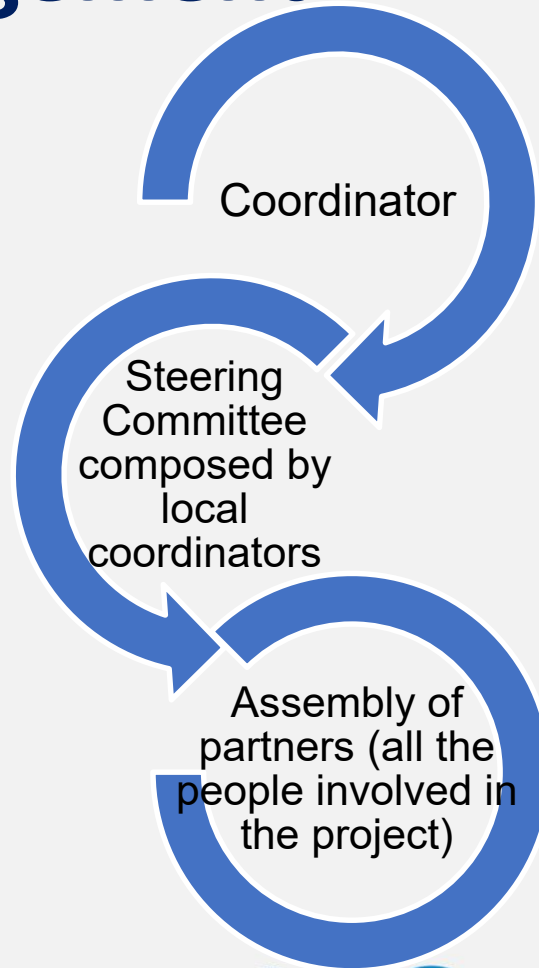 Coordinator
Steering
Committee
composed by
local
coordinators
Assembly of
partners (all the
people involved in
the project)